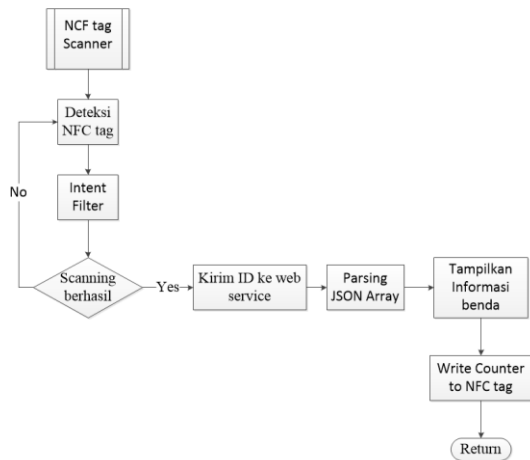 NCF tag
Scanner
Deteksi
NFC tag
No
Intent
Filter
Scanning
berhasil
Yes
Kirim ID ke web
service
Parsing
JSON Array
Tampilkan
Informasi
benda
Write Counter
to NFC tag
Return